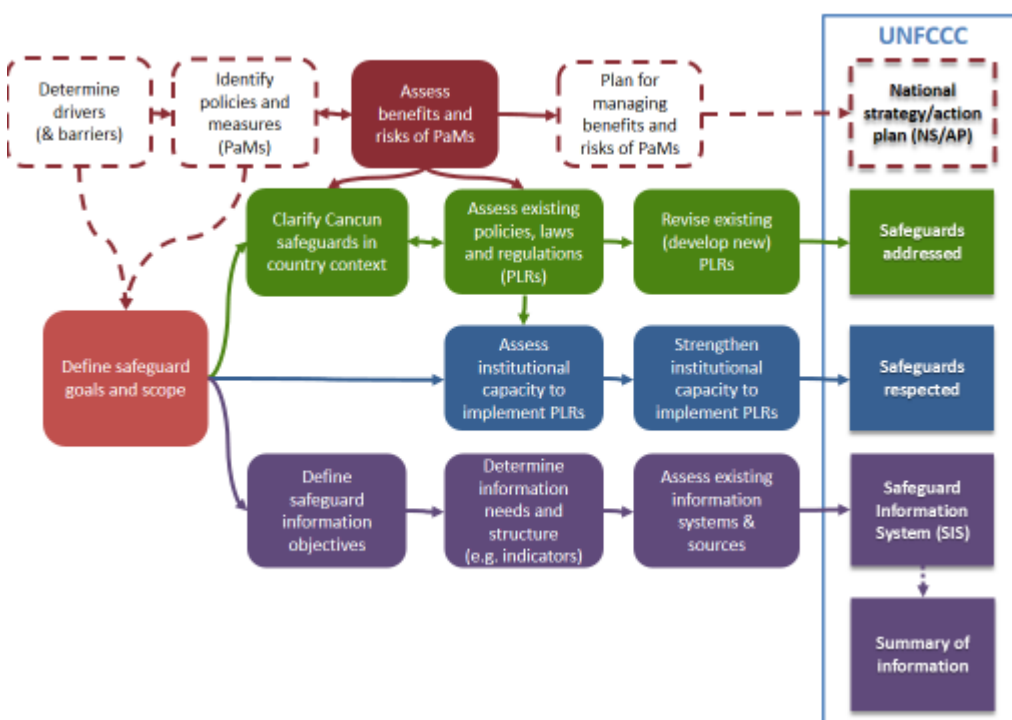 UNFCCC
Determine
drivers
(& barriers)
Identify
policies and
measures
(PaMs)
Assess
benefits and
risks of PaMs
Plan for
managing
benefits and
risks of PaMs
National
strategy/action
plan (NS/AP)
Clarify Cancun
safeguards in
country context
Assess existing
policies, laws
and regulations
(PLRs)
Revise existing
(develop new)
PLRs
Safeguards
addressed
Define safeguard
goals and scope
Assess
institutional
capacity to
implement PLRs
Strengthen
institutional
capacity to
implement PLRs
Safeguards
respected
Define
safeguard
information
objectives
Determine
information
needs and
structure
(e.g. indicators)
Assess existing
information
systems &
sources
Safeguard
Information
System (SIS)
Summary of
information